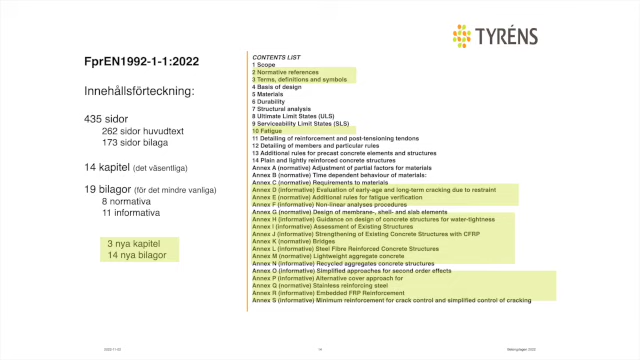 TYRÉNS
FprEN1992-1-1:2022
Innehållsförteckning:
435 sidor
262 sidor huvudtext
173 sidor bilaga
14 kapitel (det väsentliga)
19 bilagor (för det mindre vanliga)
8 normativa
11 informativa
3 nya kapitel
14 nya bilagor
CONTENTS LIST
1 Scope
2 Normative references
3 Terms, definitions and symbols
4 Basis of design
5 Materials
6 Durability
7 Structural analysis
8 Ultimate Limit States (ULS)
9 Serviceability Limit States (SLS)
10 Fatigue
11 Detailing of reinforcement and post-tensioning tendons
12 Detailing of members and particular rules
13 Additional rules for precast concrete elements and structures
14 Plain and lightly reinforced concrete structures
Annex A (normative) Adjustment of partial factors for materials
Annex B (normative) Time dependent behaviour of materials:
Annex C (normative) Requirements to materials
Annex D (informative) Evaluation of early-age and long-term cracking due to restraint
Annex E (normative) Additional rules for fatigue verification
Annex F (informative) Non-linear analyses procedures
Annex G (normative) Design of membrane-, shell- and slab elements
Annex H (informative) Guidance on design of concrete structures for water-tightness
Annex I (informative) Assessment of Existing Structures
Annex J (informative) Strengthening of Existing Concrete Structures with CFRP
Annex K (normative) Bridges
Annex L (informative) Steel Fibre Reinforced Concrete Structures
Annex M (normative) Lightweight aggregate concrete
Annex N (informative) Recycled aggregates concrete structures
Annex O (informative) Simplified approaches for second order effects
Annex P (informative) Alternative cover approach for
Annex Q (normative) Stainless reinforcing steel
Annex R (informative) Embedded FRP Reinforcement
Annex S (informative) Minimum reinforcement for crack control and simplified control of cracking